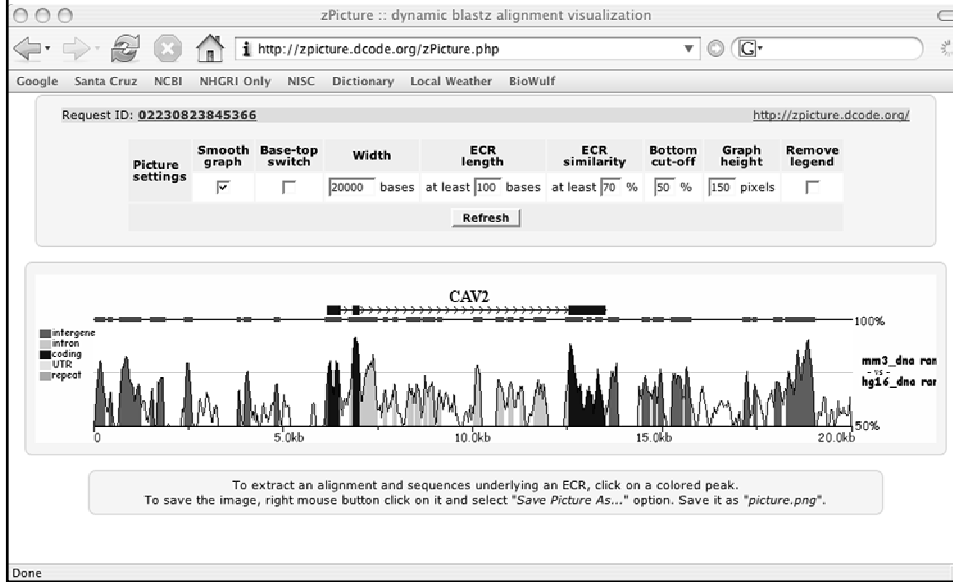 zPicture :: dynamic blastz alignment visualization
http://zpicture.dcode.org/zPicture.php
G
Google Santa Cruz NCBI NHGRI Only NISC Dictionary Local Weather BioWulf
Request ID: 02230823845366 http://zpicture.dcode.org/
Picture settings
Smooth graph
Base-top switch
Width
ECR length
ECR similarity
Bottom cut-off
Graph height
Remove legend
20000 bases at least 100 bases at least 70 % 50 % 150 pixels
Refresh
CAV2
100%
intergene
intron
coding
UTR
repeat
mm3_dna ran
- vs -
hg16_dna ran
50%
0 5.0kb 10.0kb 15.0kb 20.0kb
To extract an alignment and sequences underlying an ECR, click on a colored peak.
To save the image, right mouse button click on it and select "Save Picture As..." option. Save it as "picture.png".
Done